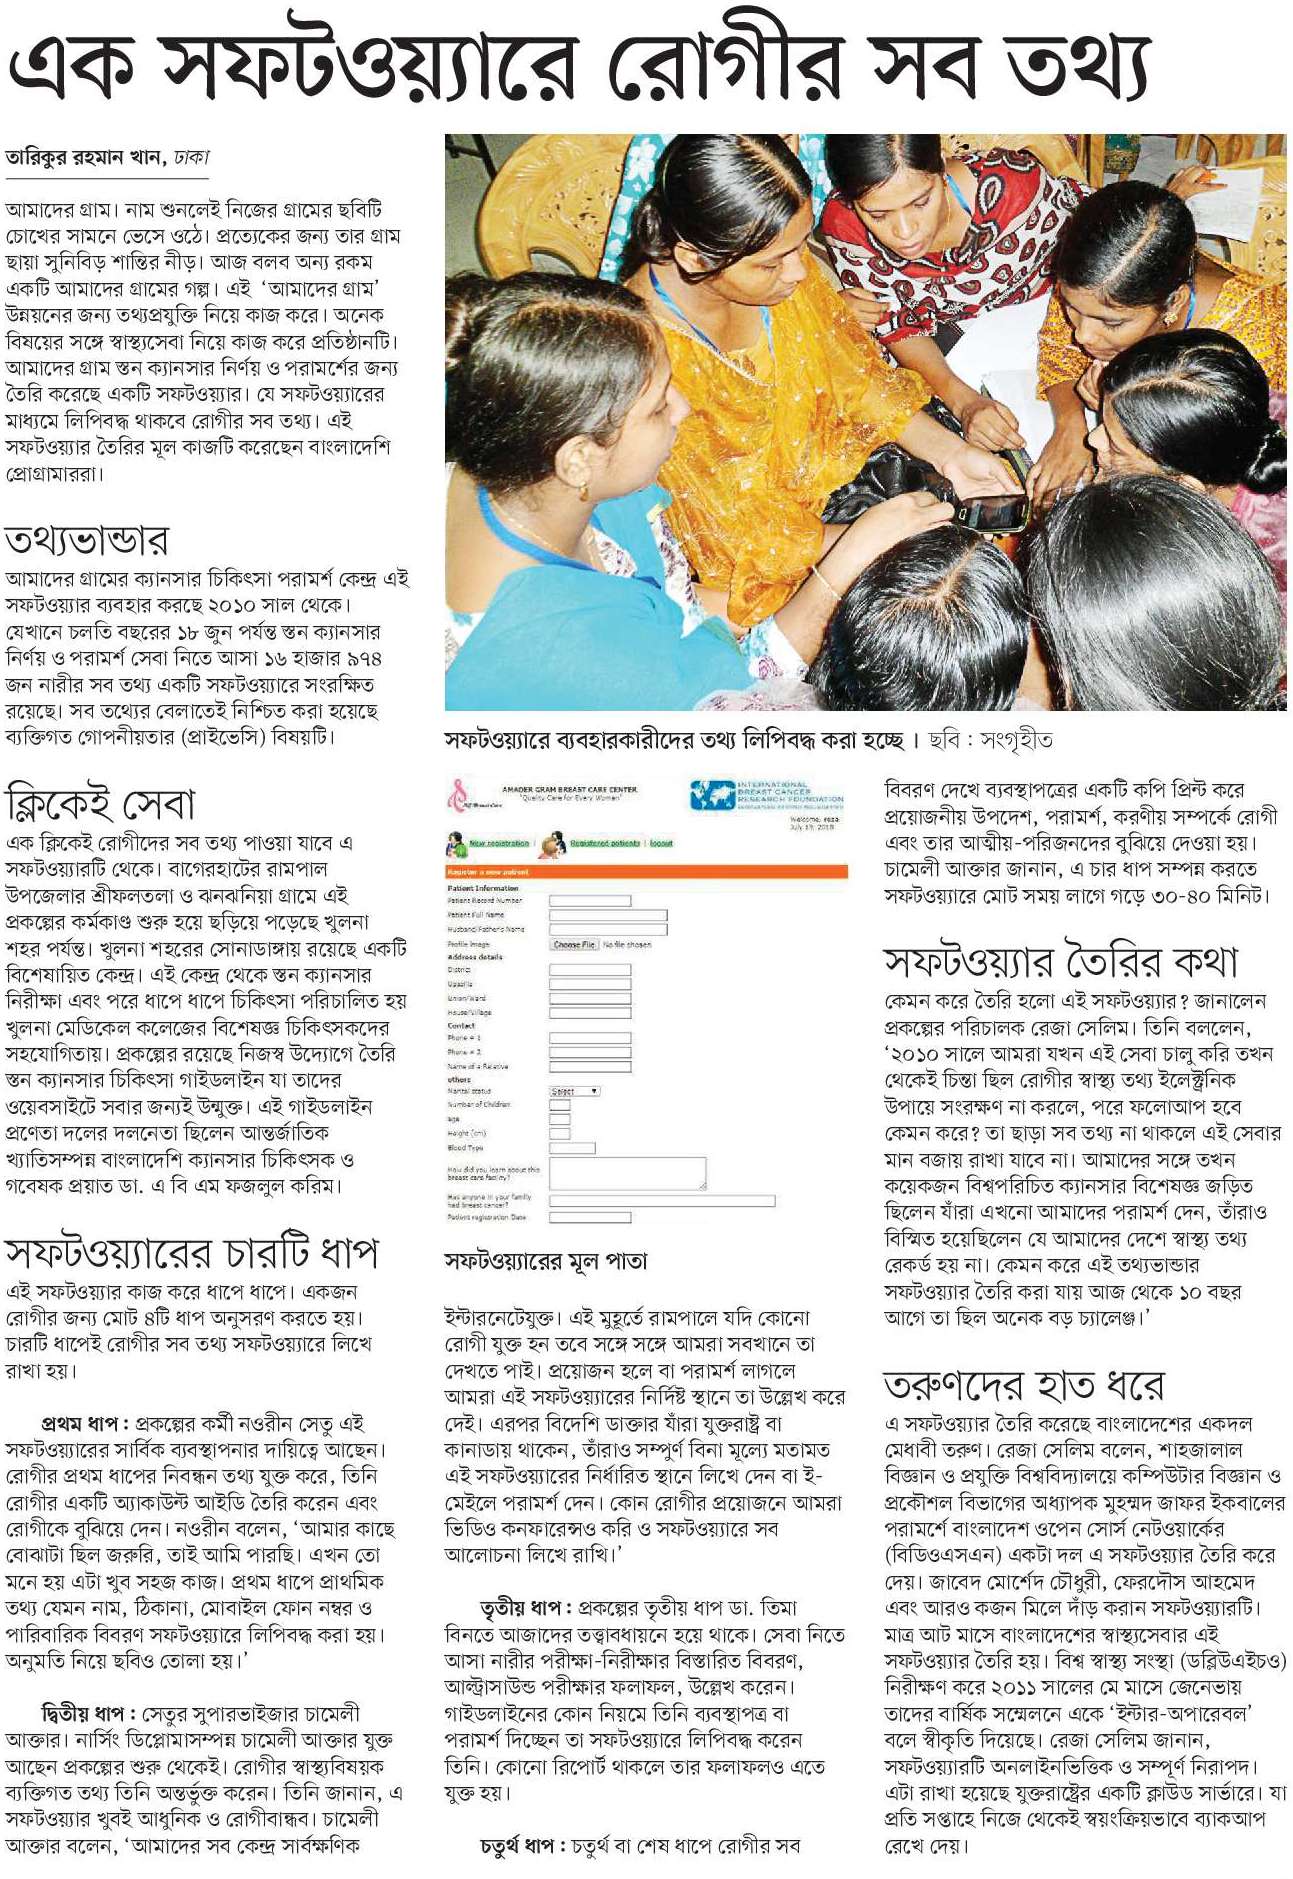 এক সফটওয়্যারে রোগীর সব তথ্য
তারিকুর রহমান খান, ঢাকা
আমাদের গ্রাম। নাম শুনলেই নিজের গ্রামের ছবিটি
চোখের সামনে ভেসে ওঠে। প্রত্যেকের জন্য তার গ্রাম
ছায়া সুনিবিড় শান্তির নীড়। আজ বলব অন্য রকম
একটি আমাদের গ্রামের গল্প। এই ‘আমাদের গ্রাম’
উন্নয়নের জন্য তথ্যপ্রযুক্তি নিয়ে কাজ করে। অনেক
বিষয়ের সঙ্গে স্বাস্থ্যসেবা নিয়ে কাজ করে প্রতিষ্ঠানটি।
আমাদের গ্রাম স্তন ক্যানসার নির্ণয় ও পরামর্শের জন্য
তৈরি করেছে একটি সফটওয়্যার। যে সফটওয়্যারের
মাধ্যমে লিপিবদ্ধ থাকবে রোগীর সব তথ্য। এই
সফটওয়্যার তৈরির মূল কাজটি করেছেন বাংলাদেশি
প্রোগ্রামাররা।
তথ্যভান্ডার
আমাদের গ্রামের ক্যানসার চিকিৎসা পরামর্শ কেন্দ্র এই
সফটওয়্যার ব্যবহার করছে ২০১০ সাল থেকে।
যেখানে চলতি বছরের ১৮ জুন পর্যন্ত স্তন ক্যানসার
নির্ণয় ও পরামর্শ সেবা নিতে আসা ১৬ হাজার ৯৭৪
জন নারীর সব তথ্য একটি সফটওয়্যারে সংরক্ষিত
রয়েছে। সব তথ্যের বেলাতেই নিশ্চিত করা হয়েছে
ব্যক্তিগত গোপনীয়তার (প্রাইভেসি) বিষয়টি।
ক্লিকেই সেবা
এক ক্লিকেই রোগীদের সব তথ্য পাওয়া যাবে এ
সফটওয়্যারটি থেকে। বাগেরহাটের রামপাল
উপজেলার শ্রীফলতলা ও ঝনঝনিয়া গ্রামে এই
প্রকল্পের কর্মকাণ্ড শুরু হয়ে ছড়িয়ে পড়েছে খুলনা
শহর পর্যন্ত। খুলনা শহরের সোনাডাঙ্গায় রয়েছে একটি
বিশেষায়িত কেন্দ্র। এই কেন্দ্র থেকে স্তন ক্যানসার
নিরীক্ষা এবং পরে ধাপে ধাপে চিকিৎসা পরিচালিত হয়
খুলনা মেডিকেল কলেজের বিশেষজ্ঞ চিকিৎসকদের
সহযোগিতায়। প্রকল্পের রয়েছে নিজস্ব উদ্যোগে তৈরি
স্তন ক্যানসার চিকিৎসা গাইডলাইন যা তাদের
ওয়েবসাইটে সবার জন্যই উন্মুক্ত। এই গাইডলাইন
প্রণেতা দলের দলনেতা ছিলেন আন্তর্জাতিক
খ্যাতিসম্পন্ন বাংলাদেশি ক্যানসার চিকিৎসক ও
গবেষক প্রয়াত ডা. এ বি এম ফজলুল করিম।
সফটওয়্যারের চারটি ধাপ
এই সফটওয়্যার কাজ করে ধাপে ধাপে। একজন
রোগীর জন্য মোট ৪টি ধাপ অনুসরণ করতে হয়।
চারটি ধাপেই রোগীর সব তথ্য সফটওয়্যারে লিখে
রাখা হয়।
প্রথম ধাপ : প্রকল্পের কর্মী নওরীন সেতু এই
সফটওয়্যারের সার্বিক ব্যবস্থাপনার দায়িত্বে আছেন।
রোগীর প্রথম ধাপের নিবন্ধন তথ্য যুক্ত করে, তিনি
রোগীর একটি অ্যাকাউন্ট আইডি তৈরি করেন এবং
রোগীকে বুঝিয়ে দেন। নওরীন বলেন, ‘আমার কাছে
বোঝাটা ছিল জরুরি, তাই আমি পারছি। এখন তো
মনে হয় এটা খুব সহজ কাজ। প্রথম ধাপে প্রাথমিক
তথ্য যেমন নাম, ঠিকানা, মোবাইল ফোন নম্বর ও
পারিবারিক বিবরণ সফটওয়্যারে লিপিবদ্ধ করা হয়।
অনুমতি নিয়ে ছবিও তোলা হয়।’
দ্বিতীয় ধাপ : সেতুর সুপারভাইজার চামেলী
আক্তার। নার্সিং ডিপ্লোমাসম্পন্ন চামেলী আক্তার যুক্ত
আছেন প্রকল্পের শুরু থেকেই। রোগীর স্বাস্থ্যবিষয়ক
ব্যক্তিগত তথ্য তিনি অন্তর্ভুক্ত করেন। তিনি জানান, এ
সফটওয়্যার খুবই আধুনিক ও রোগীবান্ধব। চামেলী
আক্তার বলেন, ‘আমাদের সব কেন্দ্র সার্বক্ষণিক
সফটওয়্যারে ব্যবহারকারীদের তথ্য লিপিবদ্ধ করা হচ্ছে । ছবি : সংগৃহীত
AMADER GRAM BREAST CARE CENTER
"Quality Care for Every Women"
INTERNATIONAL
BREAST CANCER
RESEARCH FOUNDATION
Welcome, reza
July 19, 2018
New registration | Registered patients | logout
Register a new patient
Patient Information
Patient Record Number
Patient Full Name
Husband/Father's Name
Profile Image Choose File No file chosen
Address details
District
Upazilla
Union/Ward
House/Village
Contact
Phone # 1
Phone # 2
Name of a Relative
others
Marital status Select
Number of Children
Age
Height (cm)
Blood Type
How did you learn about this
breast care facility?
Has anyone in your family
had breast cancer?
Patient registration Date
সফটওয়্যারের মূল পাতা
ইন্টারনেটেযুক্ত। এই মুহূর্তে রামপালে যদি কোনো
রোগী যুক্ত হন তবে সঙ্গে সঙ্গে আমরা সবখানে তা
দেখতে পাই। প্রয়োজন হলে বা পরামর্শ লাগলে
আমরা এই সফটওয়্যারের নির্দিষ্ট স্থানে তা উল্লেখ করে
দেই। এরপর বিদেশি ডাক্তার যাঁরা যুক্তরাষ্ট্র বা
কানাডায় থাকেন, তাঁরাও সম্পুর্ণ বিনা মূল্যে মতামত
এই সফটওয়্যারের নির্ধারিত স্থানে লিখে দেন বা ই-
মেইলে পরামর্শ দেন। কোন রোগীর প্রয়োজনে আমরা
ভিডিও কনফারেন্সও করি ও সফটওয়্যারে সব
আলোচনা লিখে রাখি।’
তৃতীয় ধাপ : প্রকল্পের তৃতীয় ধাপ ডা. তিমা
বিনতে আজাদের তত্ত্বাবধায়নে হয়ে থাকে। সেবা নিতে
আসা নারীর পরীক্ষা-নিরীক্ষার বিস্তারিত বিবরণ,
আল্ট্রাসাউন্ড পরীক্ষার ফলাফল, উল্লেখ করেন।
গাইডলাইনের কোন নিয়মে তিনি ব্যবস্থাপত্র বা
পরামর্শ দিচ্ছেন তা সফটওয়্যারে লিপিবদ্ধ করেন
তিনি। কোনো রিপোর্ট থাকলে তার ফলাফলও এতে
যুক্ত হয়।
চতুর্থ ধাপ : চতুর্থ বা শেষ ধাপে রোগীর সব
বিবরণ দেখে ব্যবস্থাপত্রের একটি কপি প্রিন্ট করে
প্রয়োজনীয় উপদেশ, পরামর্শ, করণীয় সম্পর্কে রোগী
এবং তার আত্মীয়-পরিজনদের বুঝিয়ে দেওয়া হয়।
চামেলী আক্তার জানান, এ চার ধাপ সম্পন্ন করতে
সফটওয়্যারে মোট সময় লাগে গড়ে ৩০-৪০ মিনিট।
সফটওয়্যার তৈরির কথা
কেমন করে তৈরি হলো এই সফটওয়্যার? জানালেন
প্রকল্পের পরিচালক রেজা সেলিম। তিনি বললেন,
‘২০১০ সালে আমরা যখন এই সেবা চালু করি তখন
থেকেই চিন্তা ছিল রোগীর স্বাস্থ্য তথ্য ইলেক্ট্রনিক
উপায়ে সংরক্ষণ না করলে, পরে ফলোআপ হবে
কেমন করে? তা ছাড়া সব তথ্য না থাকলে এই সেবার
মান বজায় রাখা যাবে না। আমাদের সঙ্গে তখন
কয়েকজন বিশ্বপরিচিত ক্যানসার বিশেষজ্ঞ জড়িত
ছিলেন যাঁরা এখনো আমাদের পরামর্শ দেন, তাঁরাও
বিস্মিত হয়েছিলেন যে আমাদের দেশে স্বাস্থ্য তথ্য
রেকর্ড হয় না। কেমন করে এই তথ্যভান্ডার
সফটওয়্যার তৈরি করা যায় আজ থেকে ১০ বছর
আগে তা ছিল অনেক বড় চ্যালেঞ্জ।’
তরুণদের হাত ধরে
এ সফটওয়্যার তৈরি করেছে বাংলাদেশের একদল
মেধাবী তরুণ। রেজা সেলিম বলেন, শাহজালাল
বিজ্ঞান ও প্রযুক্তি বিশ্ববিদ্যালয়ে কম্পিউটার বিজ্ঞান ও
প্রকৌশল বিভাগের অধ্যাপক মুহম্মদ জাফর ইকবালের
পরামর্শে বাংলাদেশ ওপেন সোর্স নেটওয়ার্কের
(বিডিওএসএন) একটা দল এ সফটওয়্যার তৈরি করে
দেয়। জাবেদ মোর্শেদ চৌধুরী, ফেরদৌস আহমেদ
এবং আরও কজন মিলে দাঁড় করান সফটওয়্যারটি।
মাত্র আট মাসে বাংলাদেশের স্বাস্থ্যসেবার এই
সফটওয়্যার তৈরি হয়। বিশ্ব স্বাস্থ্য সংস্থা (ডব্লিউএইচও)
নিরীক্ষণ করে ২০১১ সালের মে মাসে জেনেভায়
তাদের বার্ষিক সম্মেলনে একে ‘ইন্টার-অপারেবল’
বলে স্বীকৃতি দিয়েছে। রেজা সেলিম জানান,
সফটওয়্যারটি অনলাইনভিত্তিক ও সম্পূর্ণ নিরাপদ।
এটা রাখা হয়েছে যুক্তরাষ্ট্রের একটি ক্লাউড সার্ভারে। যা
প্রতি সপ্তাহে নিজে থেকেই স্বয়ংক্রিয়ভাবে ব্যাকআপ
রেখে দেয়।